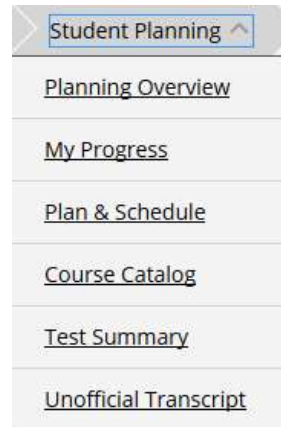 Student Planning
Planning Overview
My Progress
Plan & Schedule
Course Catalog
Test Summary
Unofficial Transcript